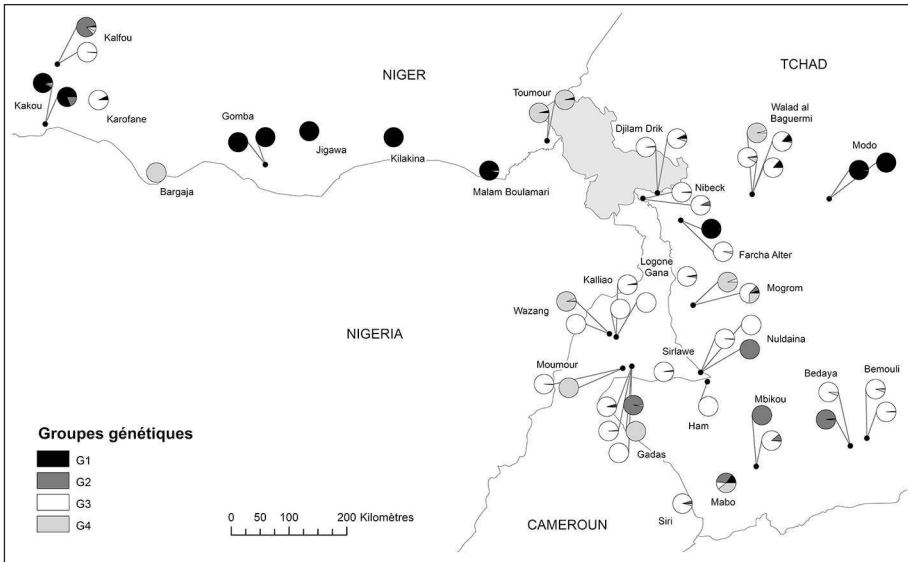 Kalfou
NIGER
TCHAD
Toumour
Walad al
Baguermi
Kakou
Karofane
Gomba
Djilam Drik
Modo
Jigawa
Kilakina
Bargaja
Malam Boulamari
Nibeck
Farcha Alter
Logone
Gana
Kalliao
Mogrom
Wazang
NIGERIA
Nuldaina
Sirlawe
Moumour
Bedaya
Bemouli
Mbikou
Ham
Groupes génétiques
G1
Gadas
G2
Mabo
G3
Siri
G4
0 50 100 200 Kilomètres
CAMEROUN